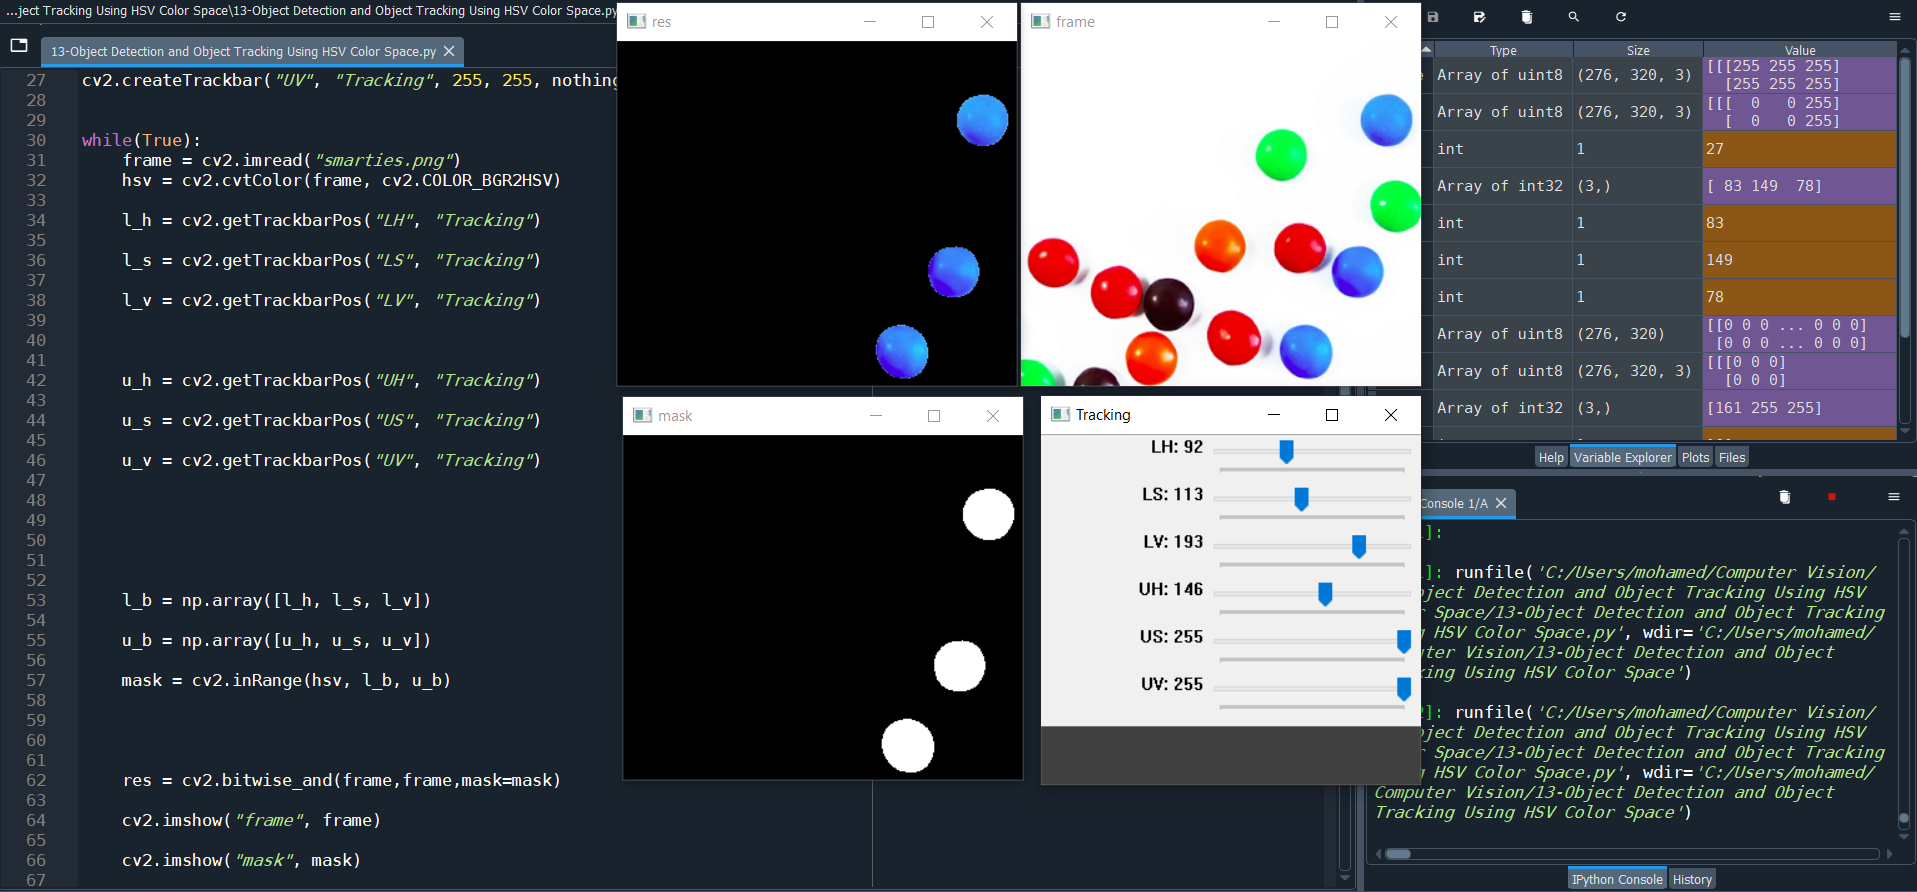 ...ject Tracking Using HSV Color Space\13-Object Detection and Object Tracking Using HSV Color Space.py
13-Object Detection and Object Tracking Using HSV Color Space.py
27 cv2.createTrackbar("UV", "Tracking", 255, 255, nothing
28
29
30 while(True):
31 frame = cv2.imread("smarties.png")
32 hsv = cv2.cvtColor(frame, cv2.COLOR_BGR2HSV)
33
34 l_h = cv2.getTrackbarPos("LH", "Tracking")
35
36 l_s = cv2.getTrackbarPos("LS", "Tracking")
37
38 l_v = cv2.getTrackbarPos("LV", "Tracking")
39
40
41
42 u_h = cv2.getTrackbarPos("UH", "Tracking")
43
44 u_s = cv2.getTrackbarPos("US", "Tracking")
45
46 u_v = cv2.getTrackbarPos("UV", "Tracking")
47
48
49
50
51
52
53 l_b = np.array([l_h, l_s, l_v])
54
55 u_b = np.array([u_h, u_s, u_v])
56
57 mask = cv2.inRange(hsv, l_b, u_b)
58
59
60
61
62 res = cv2.bitwise_and(frame,frame,mask=mask)
63
64 cv2.imshow("frame", frame)
65
66 cv2.imshow("mask", mask)
67
res
frame
mask
Tracking
LH: 92
LS: 113
LV: 193
UH: 146
US: 255
UV: 255
Type Size Value
Array of uint8 (276, 320, 3) [[[255 255 255]
[255 255 255]
Array of uint8 (276, 320, 3) [[[ 0 0 255]
[ 0 0 255]
int 1 27
Array of int32 (3,) [ 83 149 78]
int 1 83
int 1 149
int 1 78
Array of uint8 (276, 320) [[0 0 0 ... 0 0 0]
[0 0 0 ... 0 0 0]
Array of uint8 (276, 320, 3) [[[0 0 0]
[0 0 0]
Array of int32 (3,) [161 255 255]
Help Variable Explorer Plots Files
Console 1/A
]:
]: runfile('C:/Users/mohamed/Computer Vision/
bject Detection and Object Tracking Using HSV
r Space/13-Object Detection and Object Tracking
g HSV Color Space.py', wdir='C:/Users/mohamed/
uter Vision/13-Object Detection and Object
king Using HSV Color Space')
]: runfile('C:/Users/mohamed/Computer Vision/
bject Detection and Object Tracking Using HSV
r Space/13-Object Detection and Object Tracking
g HSV Color Space.py', wdir='C:/Users/mohamed/
Computer Vision/13-Object Detection and Object
Tracking Using HSV Color Space')
IPython Console History